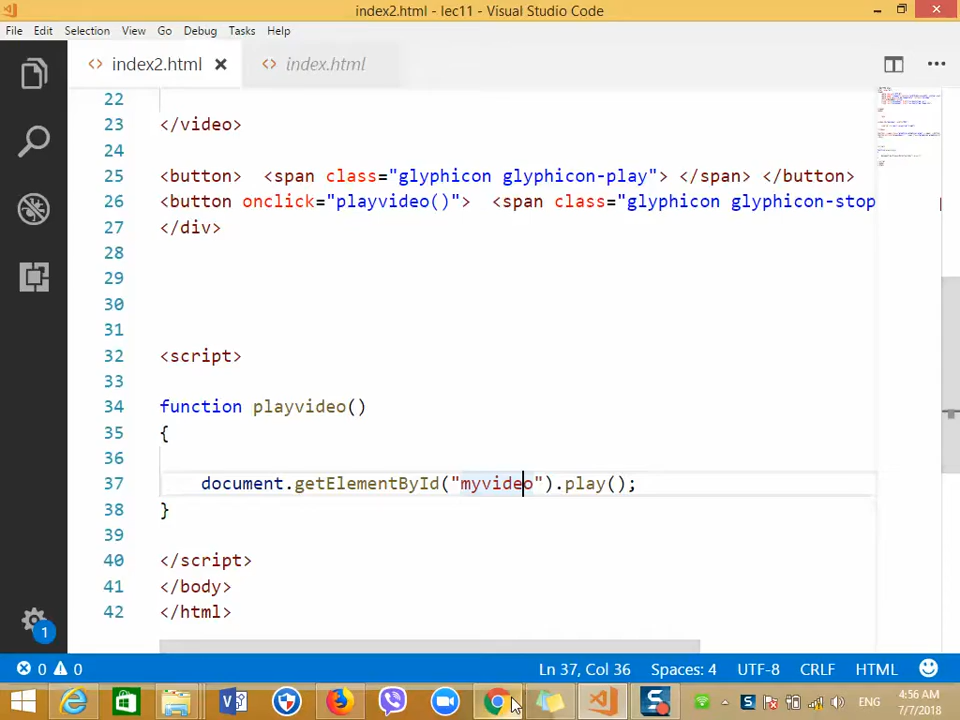 index2.html - lec11 - Visual Studio Code
File Edit Selection View Go Debug Tasks Help
index2.html index.html
22
23 </video>
24
25 <button>  <span class="glyphicon glyphicon-play"> </span> </button>
26 <button onclick="playvideo()">  <span class="glyphicon glyphicon-stop
27 </div>
28
29
30
31
32 <script>
33
34 function playvideo()
35 {
36
37 document.getElementById("myvideo").play();
38 }
39
40 </script>
41 </body>
42 </html>
1
0 0 Ln 37, Col 36 Spaces: 4 UTF-8 CRLF HTML
ENG 4:56 AM
7/7/2018